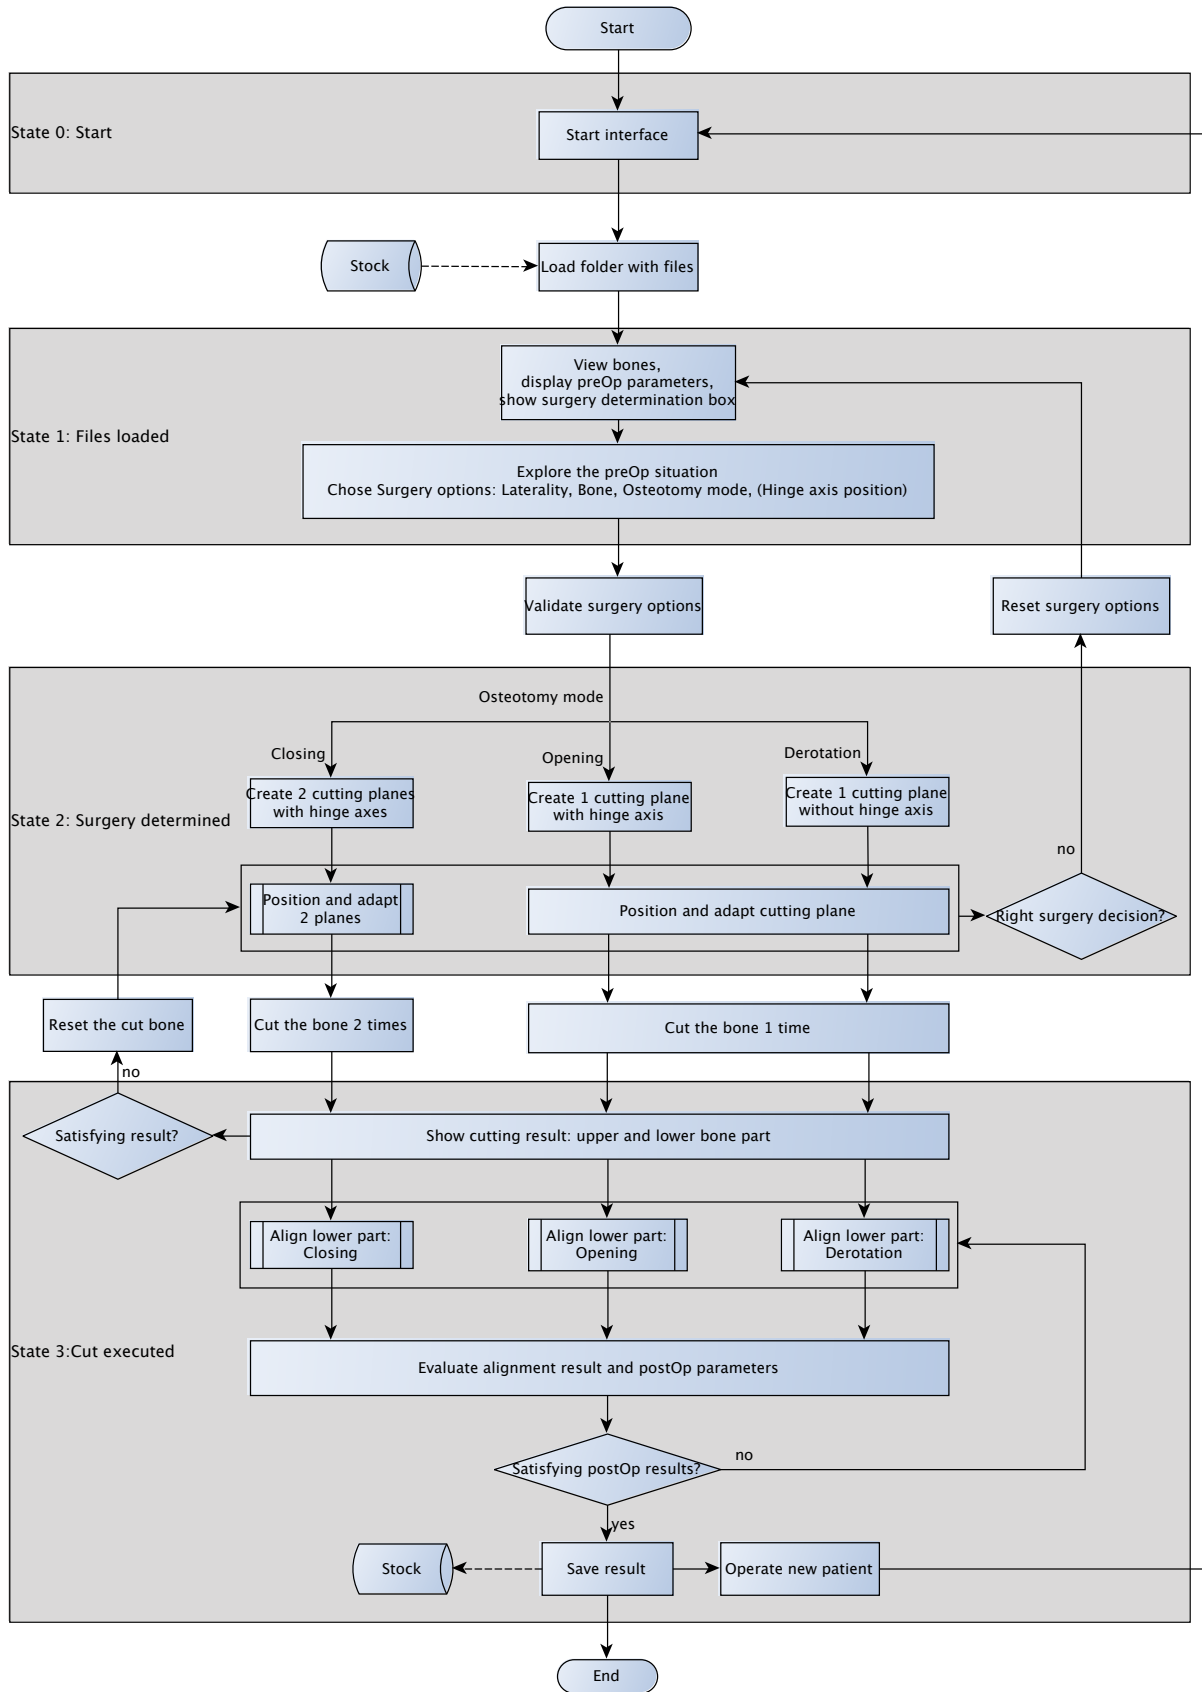 Start
State 0: Start
Start interface
Stock
Load folder with files
View bones,
display preOp parameters,
show surgery determination box
State 1: Files loaded
Explore the preOp situation
Chose Surgery options: Laterality, Bone, Osteotomy mode, (Hinge axis position)
Validate surgery options
Reset surgery options
Osteotomy mode
Closing
Opening
Derotation
Create 2 cutting planes
with hinge axes
Create 1 cutting plane
with hinge axis
Create 1 cutting plane
without hinge axis
State 2: Surgery determined
no
Position and adapt
2 planes
Position and adapt cutting plane
Right surgery decision?
Reset the cut bone
Cut the bone 2 times
Cut the bone 1 time
no
Satisfying result?
Show cutting result: upper and lower bone part
Align lower part:
Closing
Align lower part:
Opening
Align lower part:
Derotation
State 3:Cut executed
Evaluate alignment result and postOp parameters
Satisfying postOp results?
no
yes
Stock
Save result
Operate new patient
End